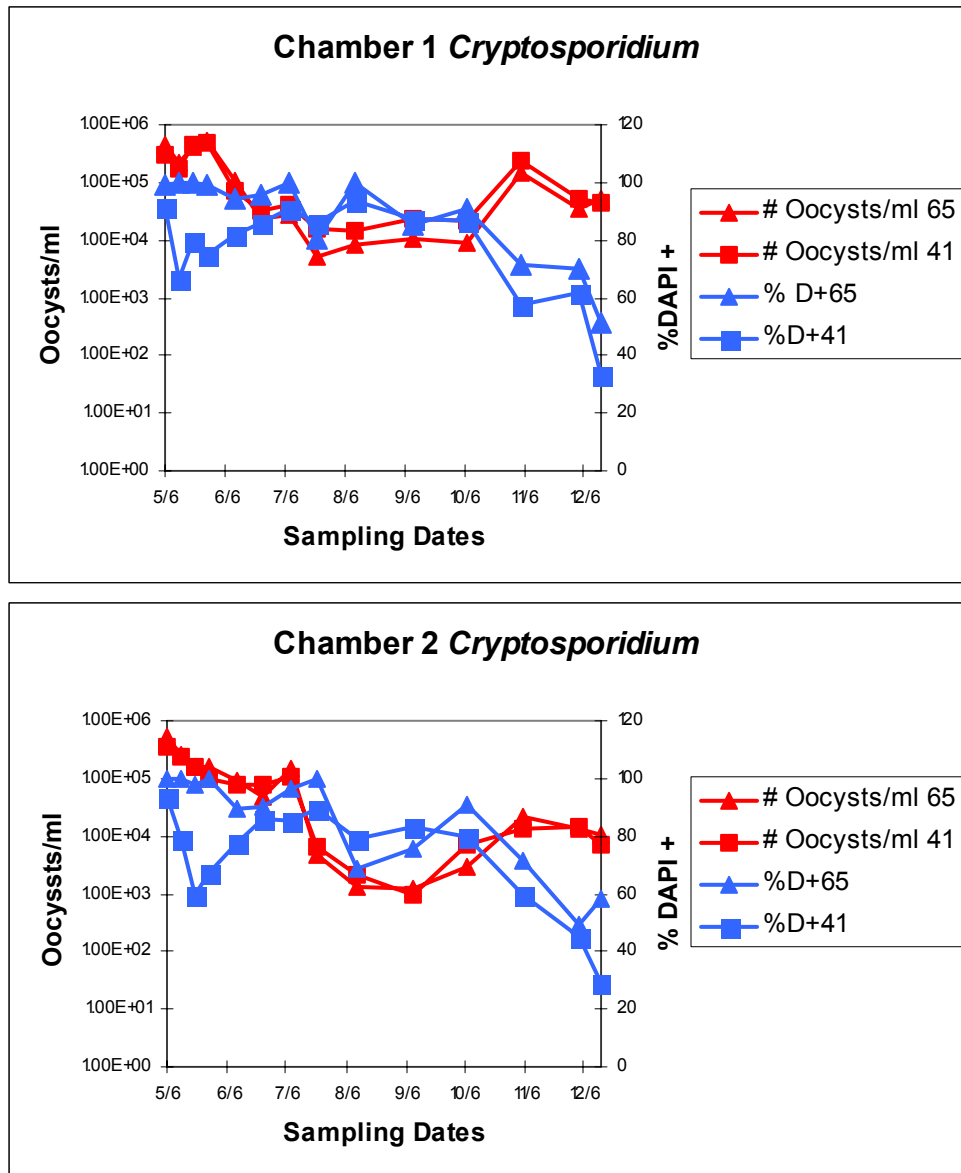 Chamber 1 Cryptosporidium
1.00E+06
1.00E+05
1.00E+04
1.00E+03
1.00E+02
1.00E+01
1.00E+00
Oocysts/ml
120
100
80
60
40
20
0
%DAPI +
5/6 6/6 7/6 8/6 9/6 10/6 11/6 12/6
Sampling Dates
# Oocysts/ml 65
# Oocysts/ml 41
% D+65
%D+41
Chamber 2 Cryptosporidium
1.00E+06
1.00E+05
1.00E+04
1.00E+03
1.00E+02
1.00E+01
1.00E+00
Oocyssts/ml
120
100
80
60
40
20
0
% DAPI +
5/6 6/6 7/6 8/6 9/6 10/6 11/6 12/6
Sampling Dates
# Oocysts/ml 65
# Oocysts/ml 41
%D+65
%D+41